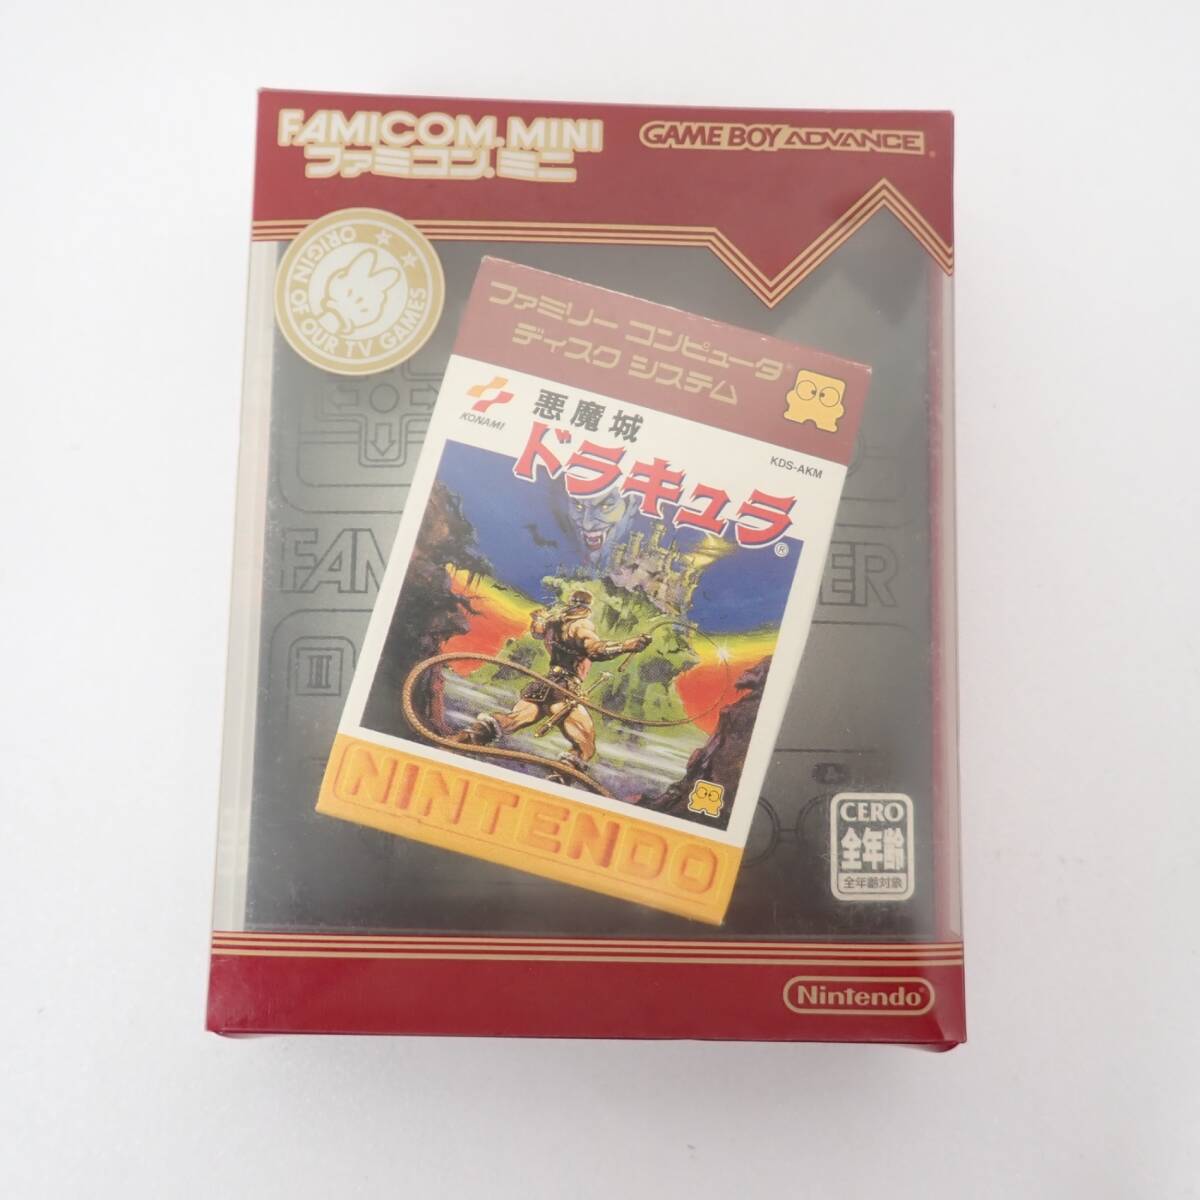 FAMICOM MINI
ファミコン ミニ
GAME BOY ADVANCE
ORIGIN OF OUR TV GAMES
ファミリー コンピュータ
ディスク システム
KONAMI
悪魔城
ドラキュラ®
KDS-AKM
NINTENDO
FAM
ER
II
CERO
全年齢
全年齢対象
Nintendo®